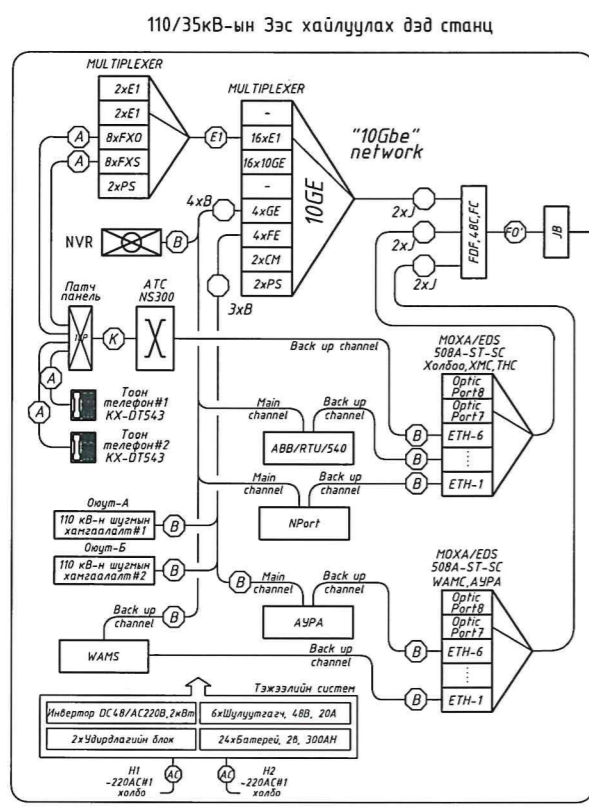 110/35кВ-ын Зэс хайлуулах дэд станц
MULTIPLEXER
2xE1
2xE1
8xFXO
8xFXS
2xPS
A
A
E1
MULTIPLEXER
-
16xE1
16x10GE
-
4xGE
4xFE
2xCM
2xPS
10GE
"10Gbe"
network
4xB
3xB
NVR
B
2xJ
2xJ
2xJ
FDF,48C,FC
FO'
JB
Патч
панель
K
АТС
NS300
A
A
Тоон
телефон#1
KX-DT543
Тоон
телефон#2
KX-DT543
Back up channel
MOXA/EDS
508A-ST-SC
Холбоо,ХМС,ТНС
Optic
Port8
Optic
Port7
ETH-6
⋮
ETH-1
B
B
B
Main
channel
Back up
channel
ABB/RTU/540
Main
channel
Back up
channel
NPort
Оюут-А
110 кВ-н шугмын
хамгаалалт#1
B
Оюут-Б
110 кВ-н шугмын
хамгаалалт#2
B
B
Main
channel
Back up
channel
АУРА
MOXA/EDS
508A-ST-SC
WAMC,АУРА
Optic
Port8
Optic
Port7
ETH-6
⋮
ETH-1
B
B
Back up
channel
B
WAMS
Back up
channel
Тэжээлийн систем
Инвертор DC48/AC220В,2кВт
6xШулуутгагч, 48В, 20А
2xУдирдлагийн блок
24xБатерей, 2В, 300АН
Н1
~220AC#1
холбо
AC
AC
Н2
~220AC#1
холбо